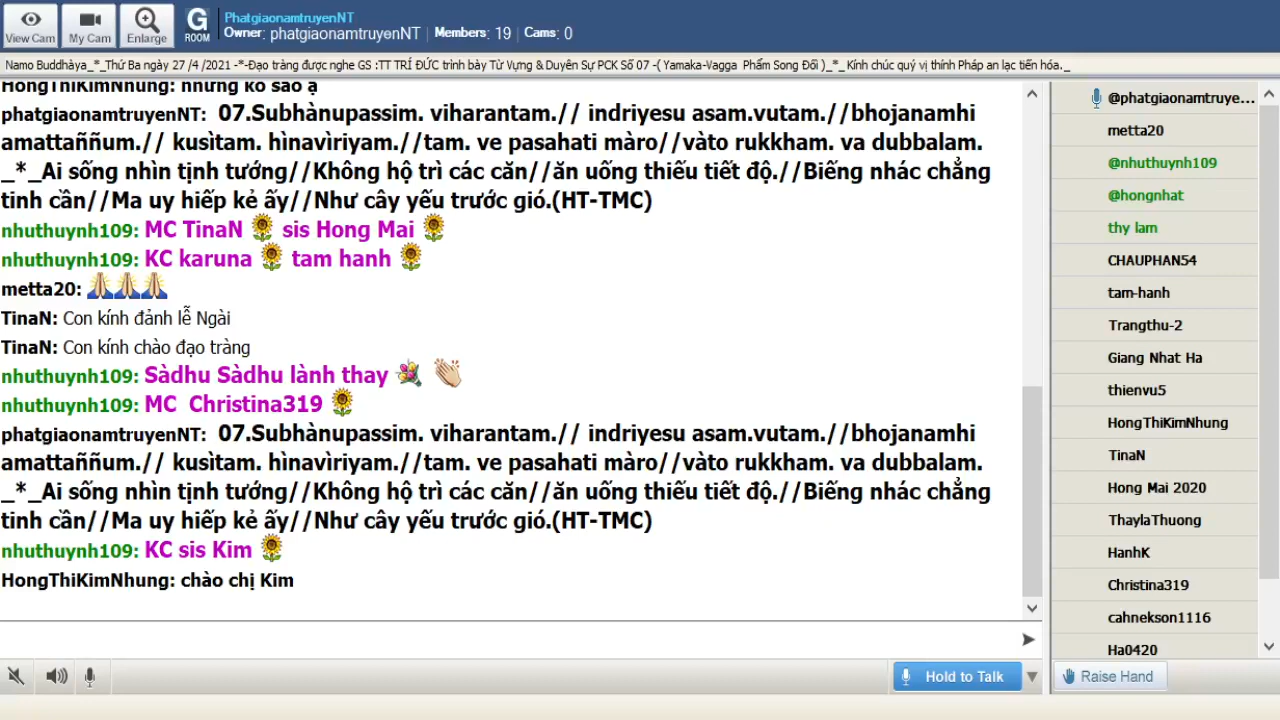 View Cam
My Cam
Enlarge
G
ROOM
PhatgiaonamtruyenNT
Owner: phatgiaonamtruyenNT | Members: 19 | Cams: 0
Namo Buddhàya_*_Thứ Ba ngày 27 /4 /2021 -*-Đạo tràng được nghe GS :TT TRÍ ĐỨC trình bày Từ Vựng & Duyên Sự PCK Số 07 -( Yamaka-Vagga Phẩm Song Đối )_*_ Kính chúc quý vị thính Pháp an lạc tiến hóa._
HongThiKimNhung: nhưng ko sao ạ
phatgiaonamtruyenNT: 07.Subhànupassim. viharantam.// indriyesu asam.vutam.//bhojanamhi
amattaññum.// kusìtam. hìnavìriyam.//tam. ve pasahati màro//vàto rukkham. va dubbalam.
_*_Ai sống nhìn tịnh tướng//Không hộ trì các căn//ăn uống thiếu tiết độ.//Biếng nhác chẳng
tinh cần//Ma uy hiếp kẻ ấy//Như cây yếu trước gió.(HT-TMC)
nhuthuynh109: MC TinaN sis Hong Mai
nhuthuynh109: KC karuna tam hanh
metta20:
TinaN: Con kính đảnh lễ Ngài
TinaN: Con kính chào đạo tràng
nhuthuynh109: Sàdhu Sàdhu lành thay
nhuthuynh109: MC Christina319
phatgiaonamtruyenNT: 07.Subhànupassim. viharantam.// indriyesu asam.vutam.//bhojanamhi
amattaññum.// kusìtam. hìnavìriyam.//tam. ve pasahati màro//vàto rukkham. va dubbalam.
_*_Ai sống nhìn tịnh tướng//Không hộ trì các căn//ăn uống thiếu tiết độ.//Biếng nhác chẳng
tinh cần//Ma uy hiếp kẻ ấy//Như cây yếu trước gió.(HT-TMC)
nhuthuynh109: KC sis Kim
HongThiKimNhung: chào chị Kim
@phatgiaonamtruye...
metta20
@nhuthuynh109
@hongnhat
thy lam
CHAUPHAN54
tam-hanh
Trangthu-2
Giang Nhat Ha
thienvu5
HongThiKimNhung
TinaN
Hong Mai 2020
ThaylaThuong
HanhK
Christina319
cahnekson1116
Ha0420
Hold to Talk
Raise Hand